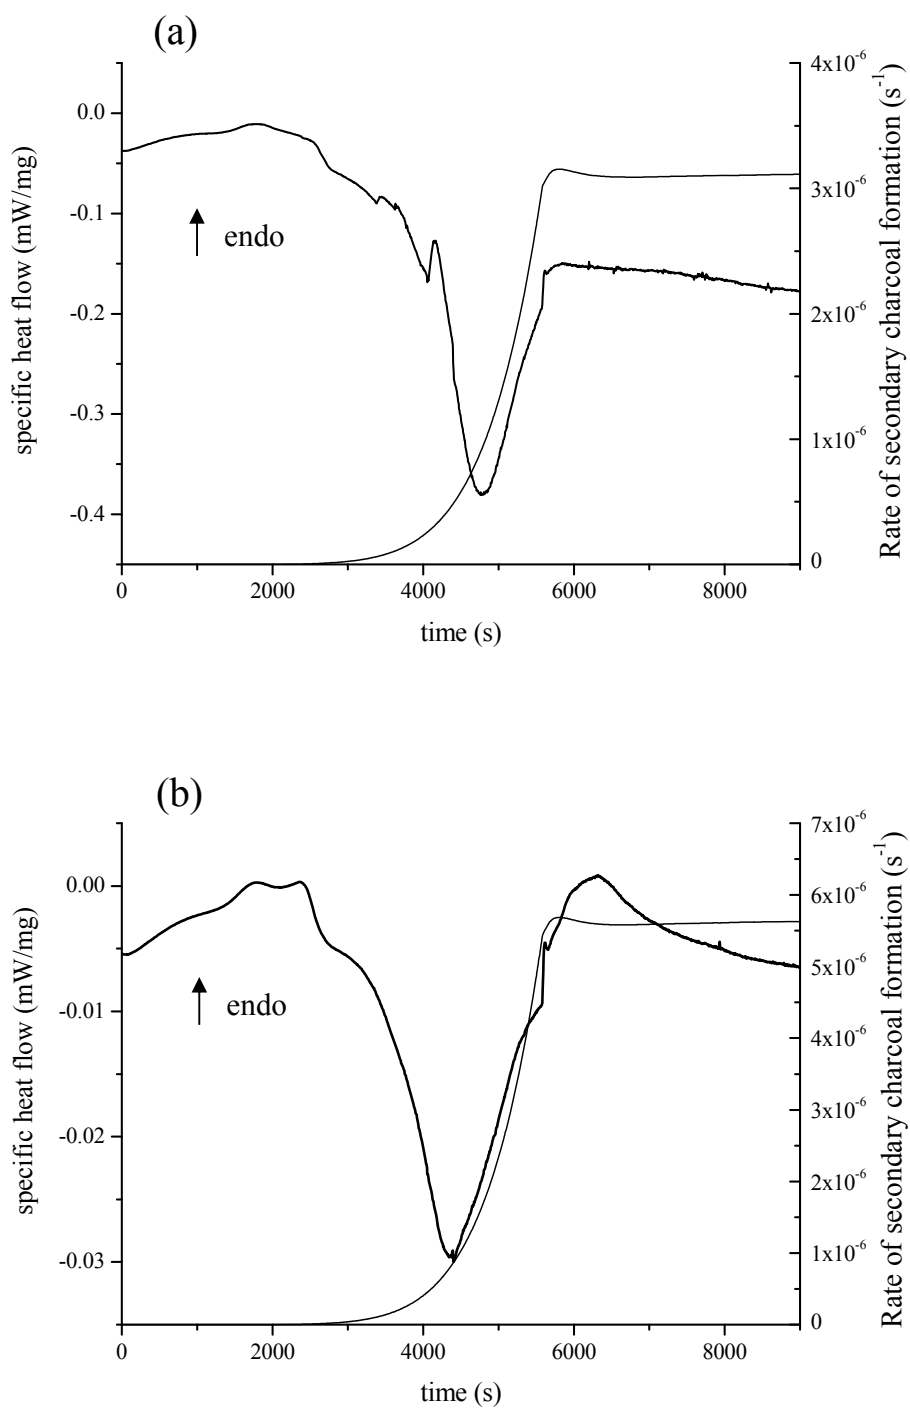 (a)
specific heat flow (mW/mg)
0.0
-0.1
-0.2
-0.3
-0.4
endo
4x10⁻⁶
3x10⁻⁶
2x10⁻⁶
1x10⁻⁶
0
Rate of secondary charcoal formation (s⁻¹)
0 2000 4000 6000 8000
time (s)
(b)
specific heat flow (mW/mg)
0.00
-0.01
-0.02
-0.03
endo
7x10⁻⁶
6x10⁻⁶
5x10⁻⁶
4x10⁻⁶
3x10⁻⁶
2x10⁻⁶
1x10⁻⁶
0
Rate of secondary charcoal formation (s⁻¹)
0 2000 4000 6000 8000
time (s)